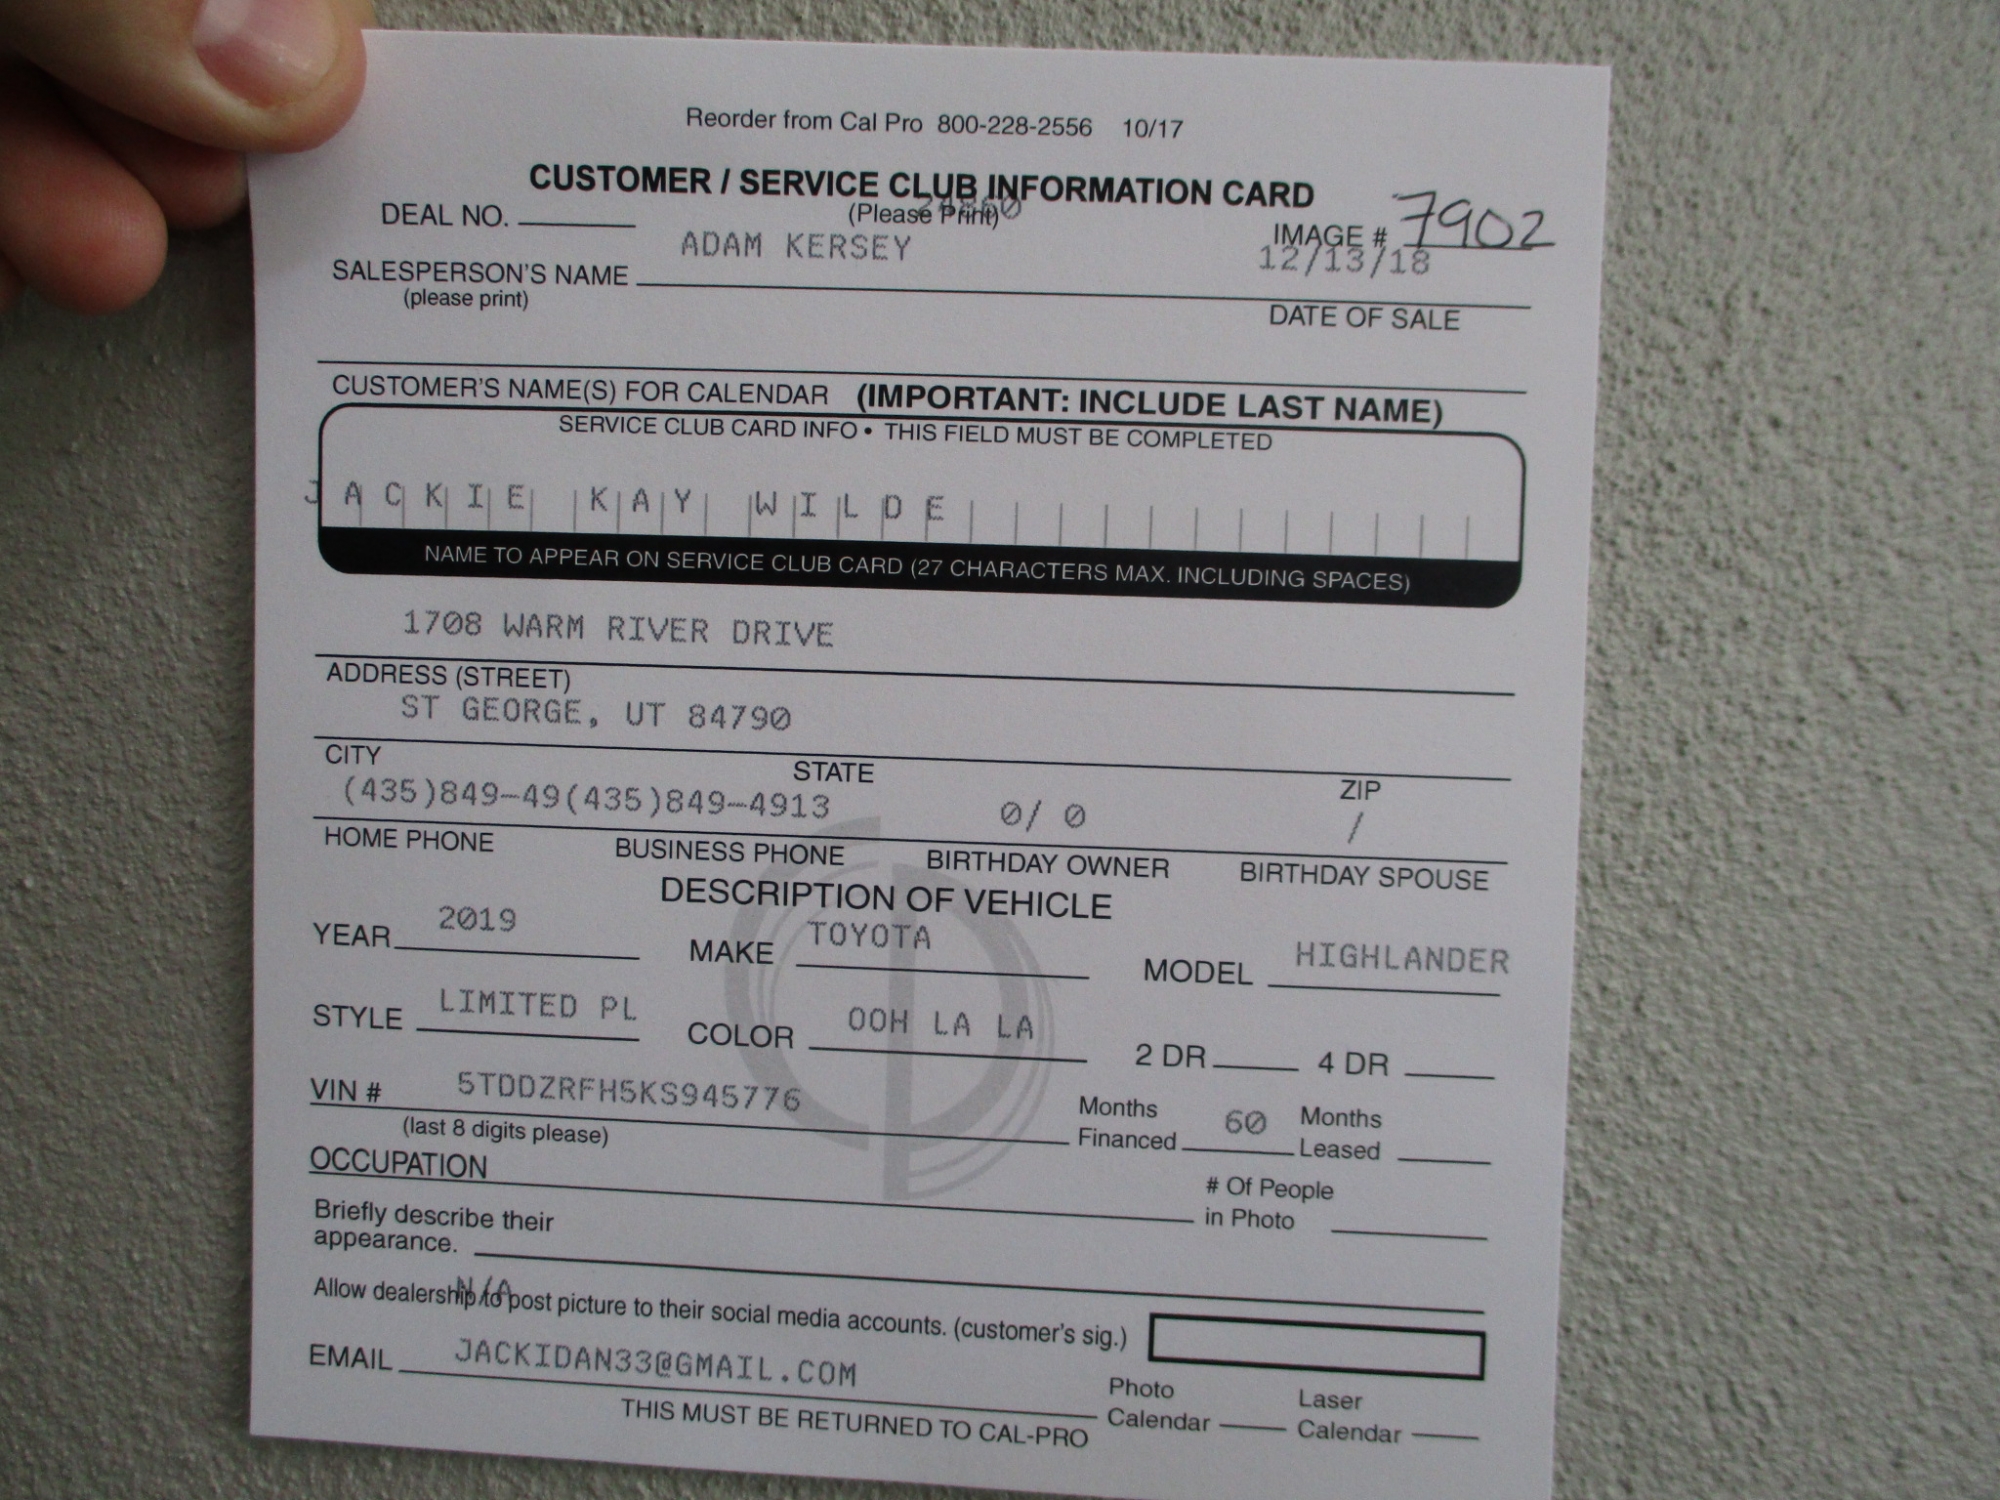 Reorder from Cal Pro 800-228-2556 10/17
CUSTOMER / SERVICE CLUB INFORMATION CARD
DEAL NO. (Please Print) IMAGE # 7902
ADAM KERSEY 12/13/18
SALESPERSON'S NAME
(please print) DATE OF SALE
CUSTOMER'S NAME(S) FOR CALENDAR (IMPORTANT: INCLUDE LAST NAME)
SERVICE CLUB CARD INFO • THIS FIELD MUST BE COMPLETED
JACKIE KAY WILDE
NAME TO APPEAR ON SERVICE CLUB CARD (27 CHARACTERS MAX. INCLUDING SPACES)
1708 WARM RIVER DRIVE
ADDRESS (STREET)
ST GEORGE, UT 84790
CITY STATE ZIP
(435)849-49(435)849-4913 0/ 0 /
HOME PHONE BUSINESS PHONE BIRTHDAY OWNER BIRTHDAY SPOUSE
DESCRIPTION OF VEHICLE
YEAR 2019 MAKE TOYOTA MODEL HIGHLANDER
STYLE LIMITED PL COLOR OOH LA LA 2 DR 4 DR
VIN # 5TDDZRFH5KS945776 Months Financed 60 Months Leased
(last 8 digits please)
OCCUPATION # Of People in Photo
Briefly describe their
appearance.
N/A
Allow dealership to post picture to their social media accounts. (customer's sig.)
EMAIL JACKIDAN33@GMAIL.COM Photo Calendar Laser Calendar
THIS MUST BE RETURNED TO CAL-PRO